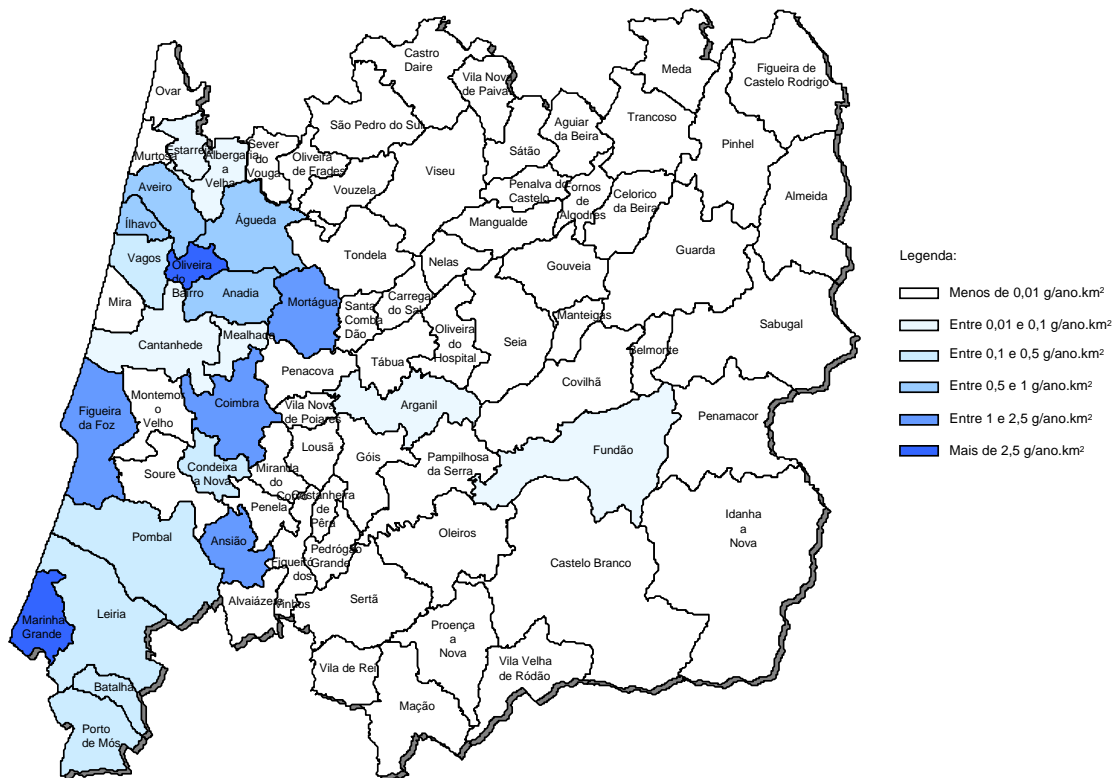 Castro
Daire
Meda
Figueira de
Castelo Rodrigo
Vila Nova
de Paiva
Ovar
Trancoso
São Pedro do Sul
Aguiar
da Beira
Pinhel
Estarreja
Albergaria
a
Velha
Sever
do
Vouga
Oliveira
de Frades
Sátão
Murtosa
Viseu
Vouzela
Penalva do
Castelo
Fornos
de
Algodres
Celorico
da Beira
Almeida
Aveiro
Ílhavo
Águeda
Mangualde
Vagos
Tondela
Nelas
Gouveia
Guarda
Oliveira
do
Bairro
Anadia
Mortágua
Mira
Santa
Comba
Dão
Carregal
do Sal
Oliveira
do
Hospital
Seia
Manteigas
Sabugal
Cantanhede
Mealhada
Penacova
Tábua
Belmonte
Covilhã
Montemor
o
Velho
Coimbra
Vila Nova
de Poiares
Arganil
Penamacor
Figueira
da Foz
Lousã
Góis
Pampilhosa
da Serra
Fundão
Soure
Condeixa
a Nova
Miranda
do
Corvo
Castanheira
de
Pêra
Penela
Idanha
a
Nova
Pombal
Ansião
Pedrógão
Grande
Oleiros
Figueiró
dos
Vinhos
Castelo Branco
Alvaiázere
Sertã
Leiria
Marinha
Grande
Proença
a
Nova
Vila de Rei
Vila Velha
de Ródão
Batalha
Mação
Porto
de Mós
Legenda:
Menos de 0,01 g/ano.km²
Entre 0,01 e 0,1 g/ano.km²
Entre 0,1 e 0,5 g/ano.km²
Entre 0,5 e 1 g/ano.km²
Entre 1 e 2,5 g/ano.km²
Mais de 2,5 g/ano.km²